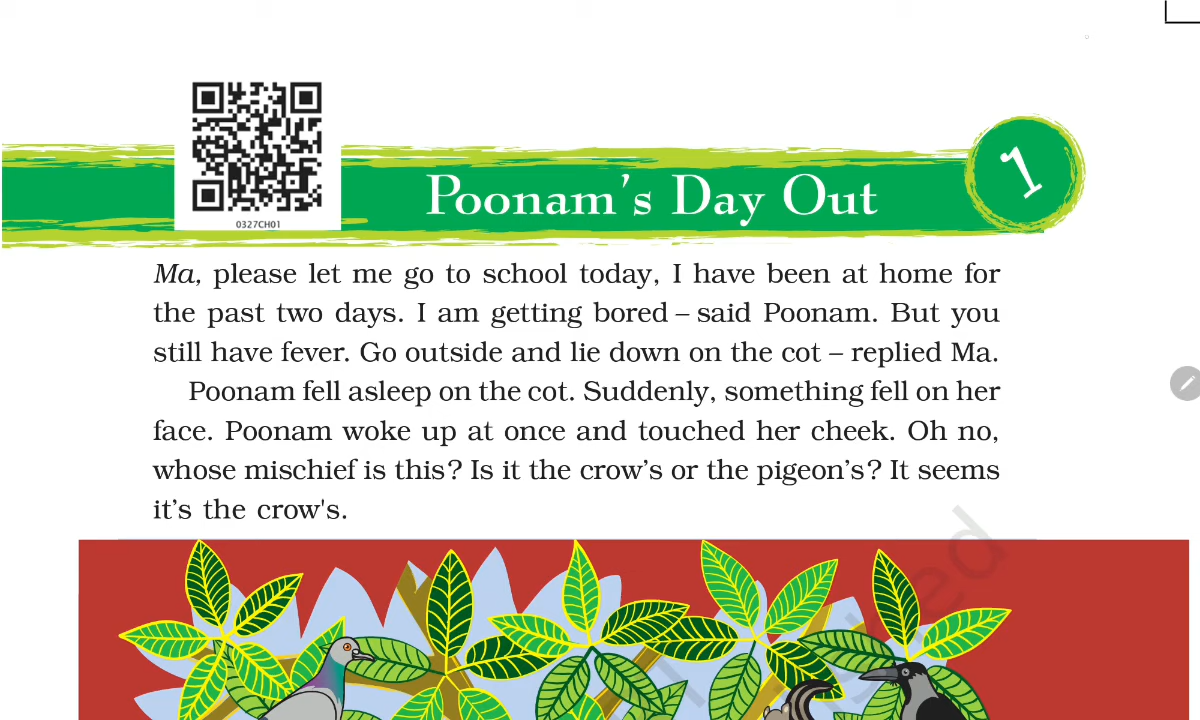 0327CH01
Poonam's Day Out
1
Ma, please let me go to school today, I have been at home for
the past two days. I am getting bored – said Poonam. But you
still have fever. Go outside and lie down on the cot – replied Ma.
Poonam fell asleep on the cot. Suddenly, something fell on her
face. Poonam woke up at once and touched her cheek. Oh no,
whose mischief is this? Is it the crow's or the pigeon's? It seems
it's the crow's.